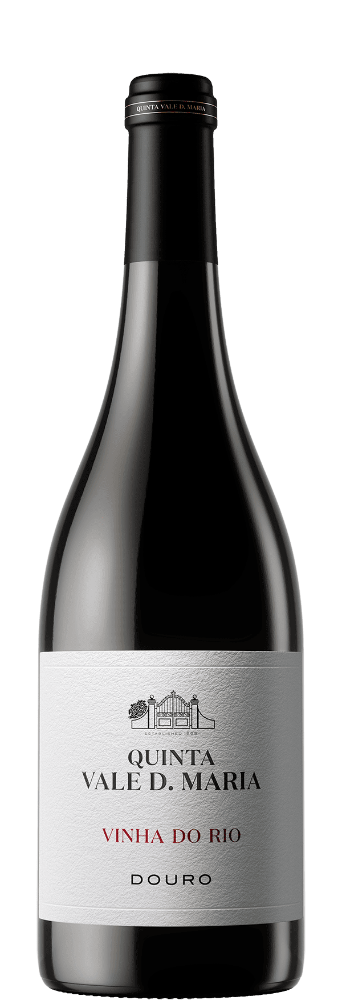 QUINTA VALE D. MARIA
ESTABLISHED 1868
QUINTA
VALE D. MARIA
VINHA DO RIO
DOURO